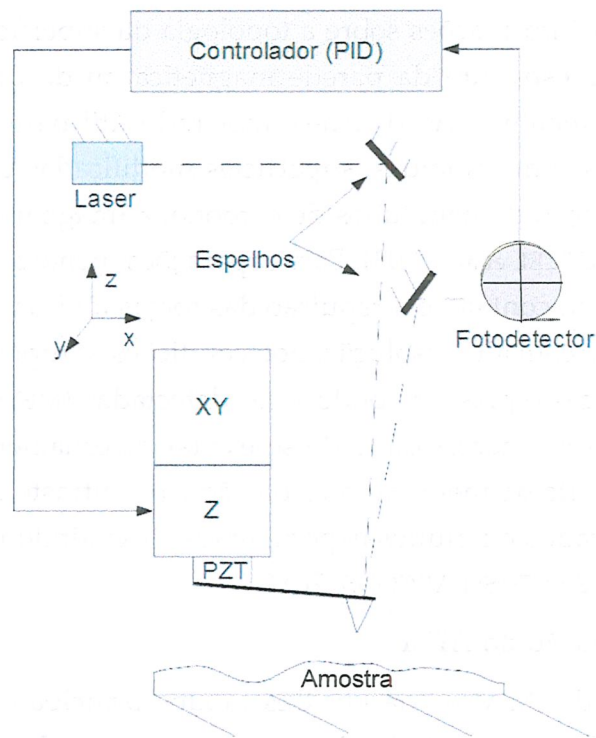 Controlador (PID)
Laser
Espelhos
z
x
y
Fotodetector
XY
Z
PZT
Amostra